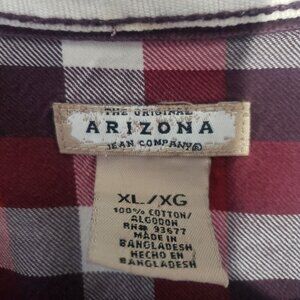 THE ORIGINAL
ARIZONA
JEAN COMPANY®
XL/XG
100% COTTON/
ALGODON
RN# 93677
MADE IN
BANGLADESH
HECHO EN
BANGLADESH